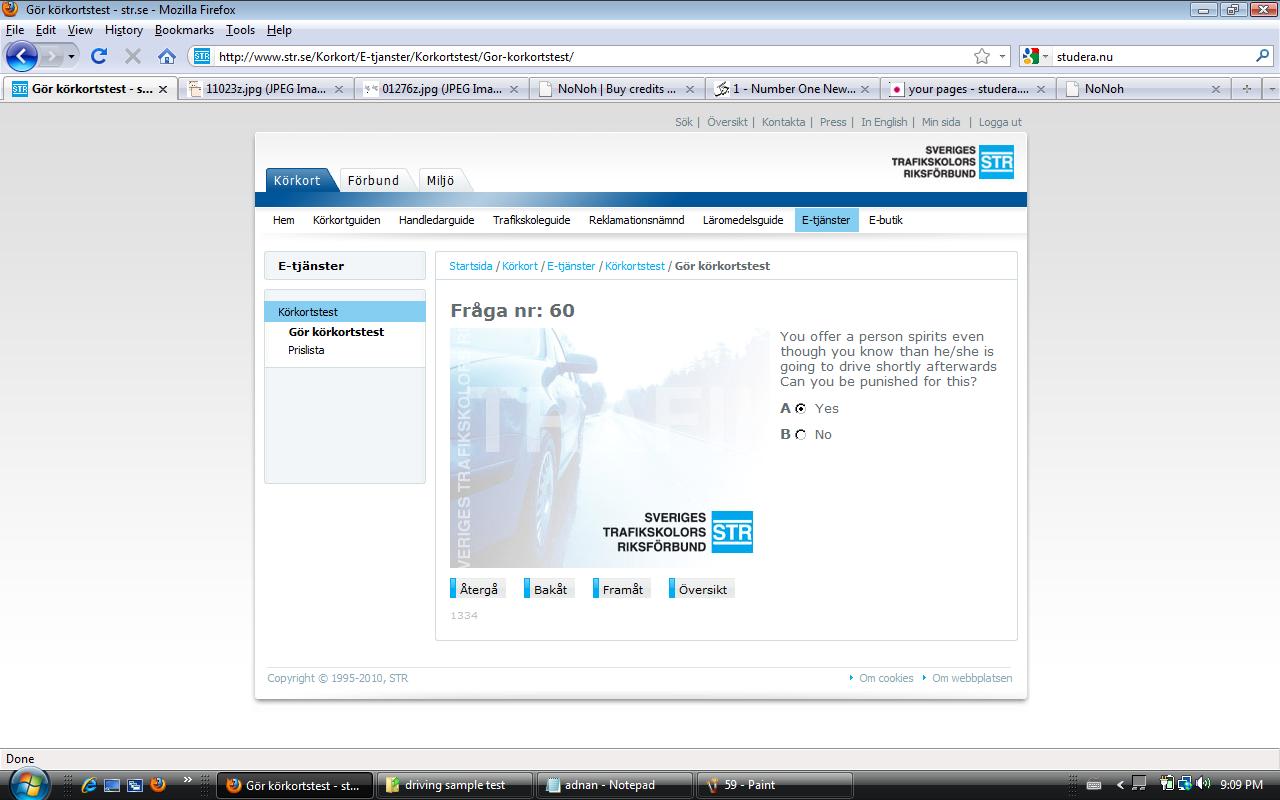 Gör körkortstest - str.se - Mozilla Firefox
File Edit View History Bookmarks Tools Help
STR http://www.str.se/Korkort/E-tjanster/Korkortstest/Gor-korkortstest/ studera.nu
STR Gör körkortstest - s... 11023z.jpg (JPEG Ima... 01276z.jpg (JPEG Ima... NoNoh | Buy credits ... 1 - Number One New... your pages - studera.... NoNoh
Sök | Översikt | Kontakta | Press | In English | Min sida | Logga ut
SVERIGES
TRAFIKSKOLORS STR
RIKSFÖRBUND
Körkort Förbund Miljö
Hem Körkortguiden Handledarguide Trafikskoleguide Reklamationsnämnd Läromedelsguide E-tjänster E-butik
E-tjänster
Körkortstest
Gör körkortstest
Prislista
Startsida / Körkort / E-tjänster / Körkortstest / Gör körkortstest
Fråga nr: 60
SVERIGES TRAFIKSKOLORS
TRAFI
SVERIGES
TRAFIKSKOLORS STR
RIKSFÖRBUND
You offer a person spirits even
though you know than he/she is
going to drive shortly afterwards
Can you be punished for this?
A Yes
B No
Återgå Bakåt Framåt Översikt
1334
Copyright © 1995-2010, STR Om cookies Om webbplatsen
Done
» Gör körkortstest - st... driving sample test adnan - Notepad 59 - Paint 9:09 PM